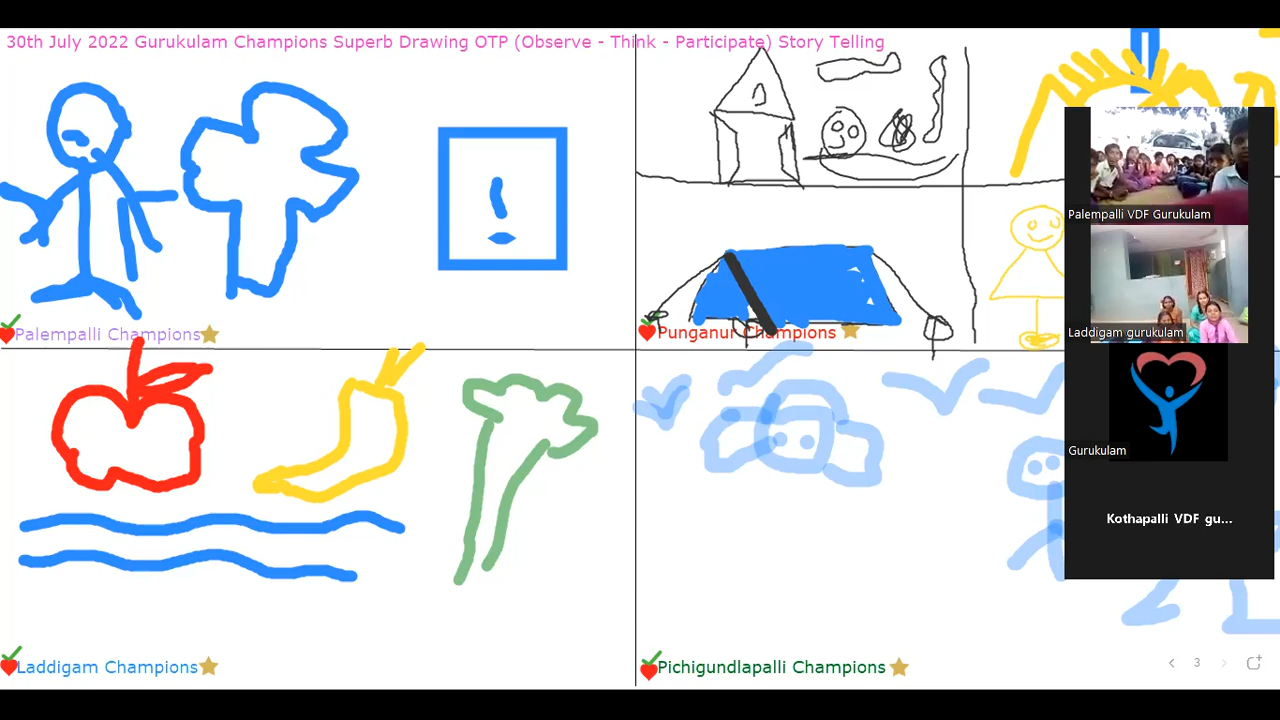 30th July 2022 Gurukulam Champions Superb Drawing OTP (Observe - Think - Participate) Story Telling
Palempalli VDF Gurukulam
Laddigam gurukulam
Palempalli Champions
Punganur Champions
Gurukulam
Kothapalli VDF gu...
Laddigam Champions
Pichigundlapalli Champions
3